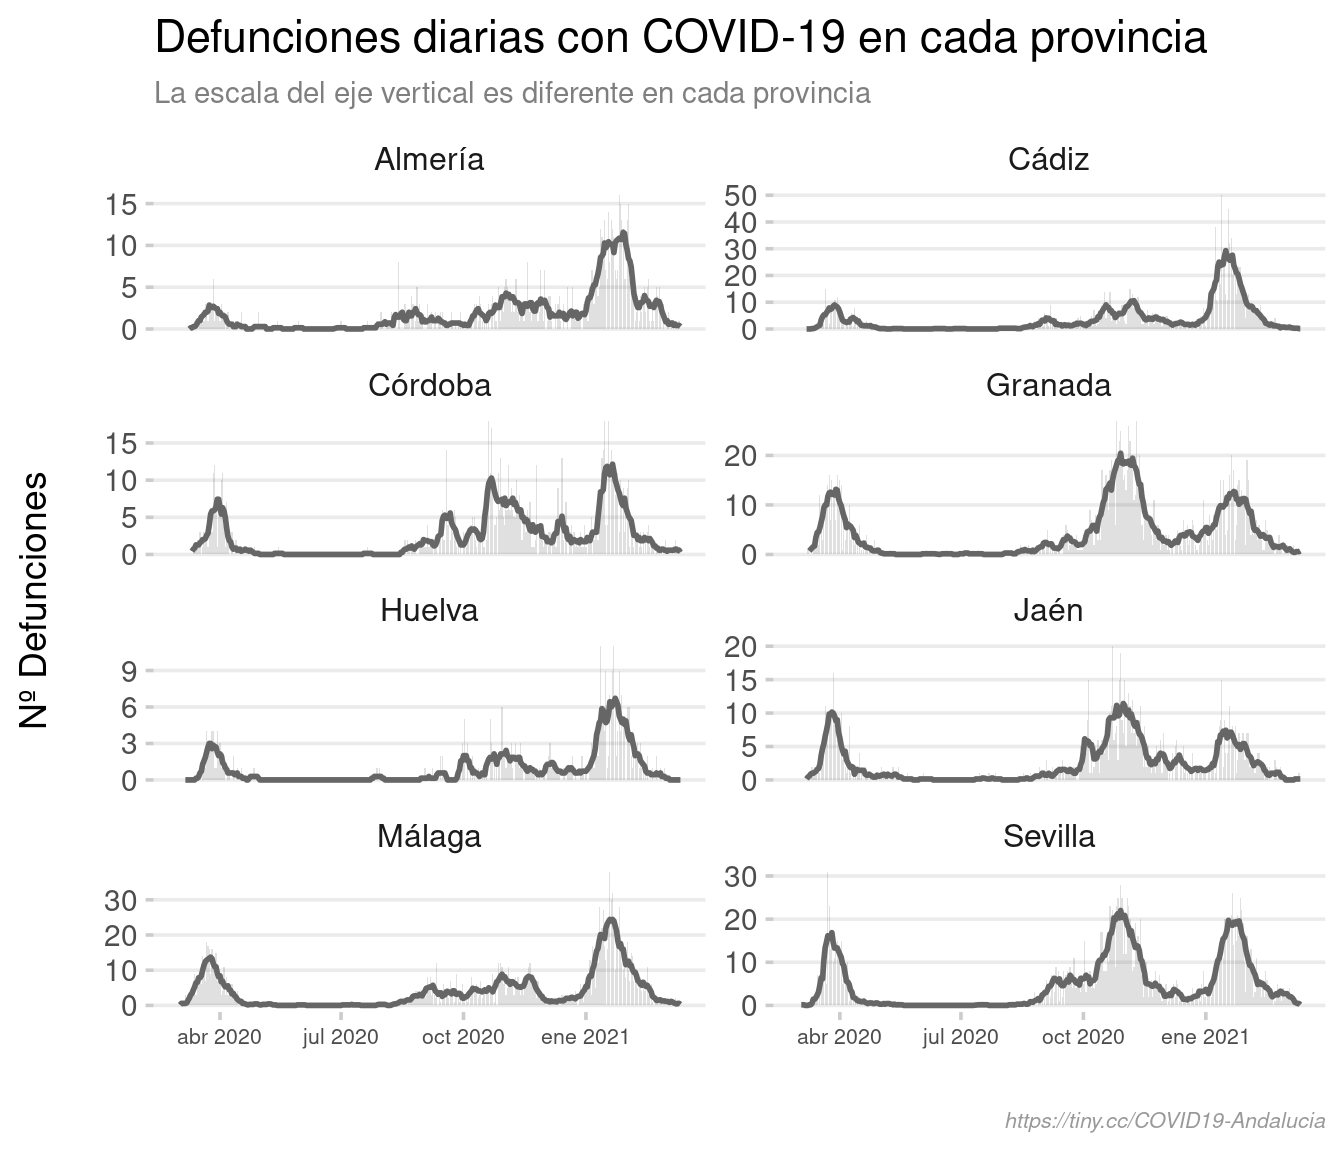 Defunciones diarias con COVID-19 en cada provincia
La escala del eje vertical es diferente en cada provincia
Nº Defunciones
Almería
15
10
5
0
Cádiz
50
40
30
20
10
0
Córdoba
15
10
5
0
Granada
20
10
0
Huelva
9
6
3
0
Jaén
20
15
10
5
0
Málaga
30
20
10
0
abr 2020 jul 2020 oct 2020 ene 2021
Sevilla
30
20
10
0
abr 2020 jul 2020 oct 2020 ene 2021
https://tiny.cc/COVID19-Andalucia